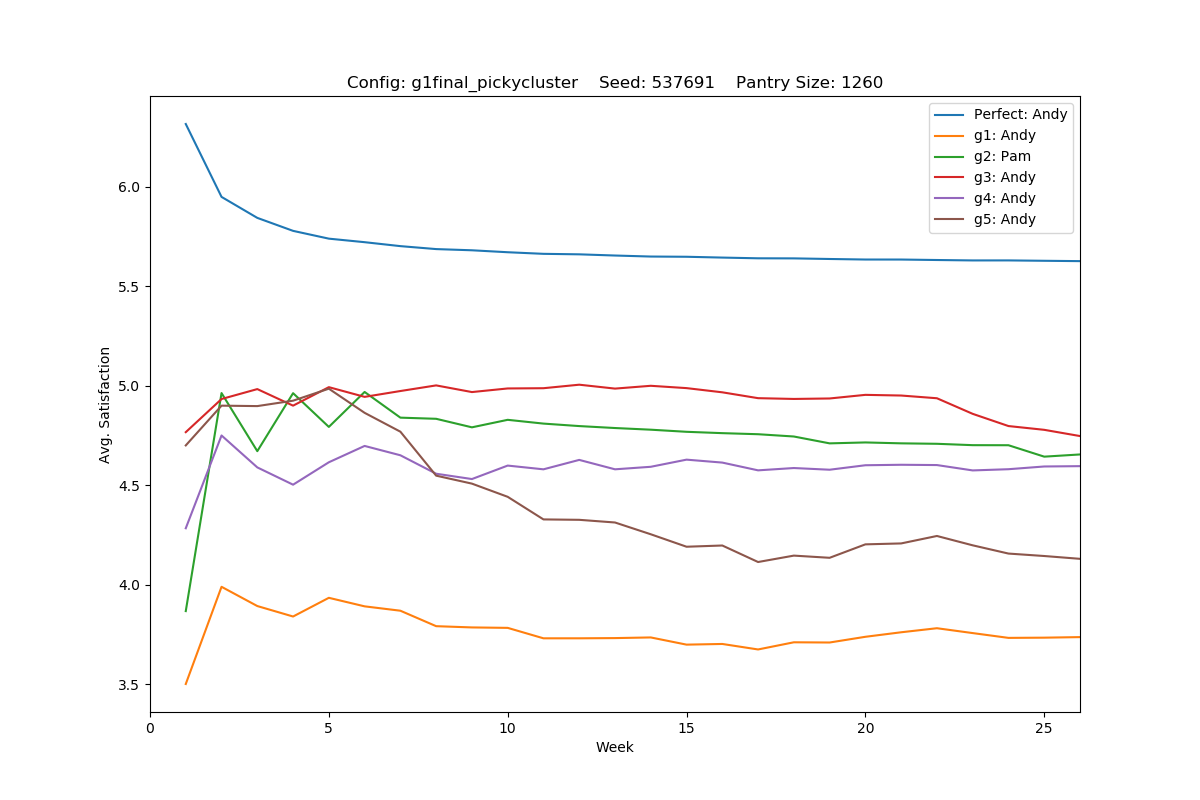 Config: g1final_pickycluster    Seed: 537691    Pantry Size: 1260
Perfect: Andy
g1: Andy
g2: Pam
g3: Andy
g4: Andy
g5: Andy
Avg. Satisfaction
6.0
5.5
5.0
4.5
4.0
3.5
0 5 10 15 20 25
Week